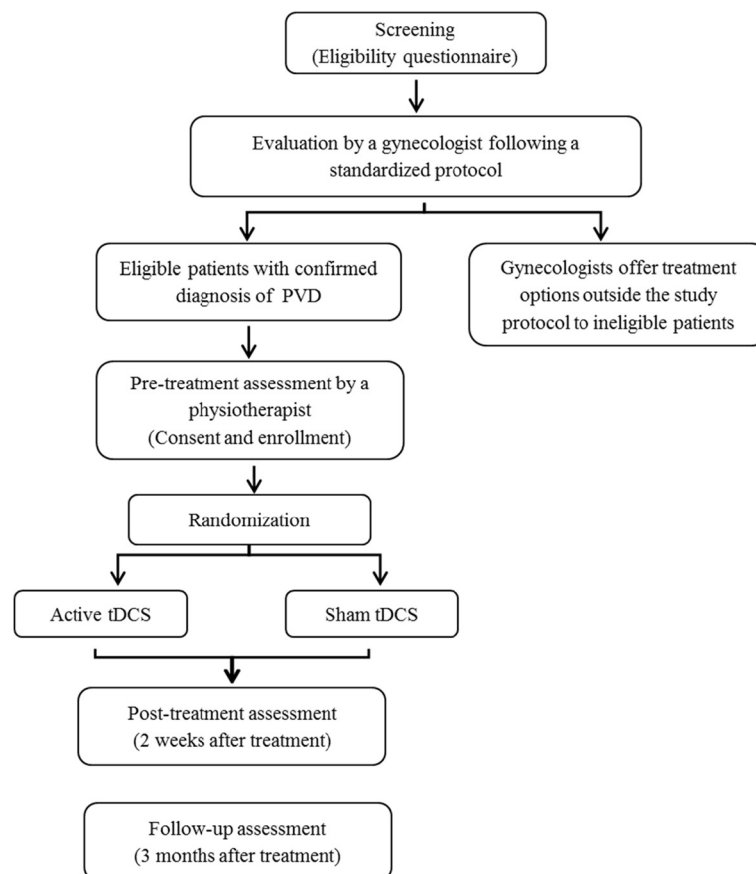 Screening
(Eligibility questionnaire)
Evaluation by a gynecologist following a
standardized protocol
Eligible patients with confirmed
diagnosis of PVD
Gynecologists offer treatment
options outside the study
protocol to ineligible patients
Pre-treatment assessment by a
physiotherapist
(Consent and enrollment)
Randomization
Active tDCS
Sham tDCS
Post-treatment assessment
(2 weeks after treatment)
Follow-up assessment
(3 months after treatment)